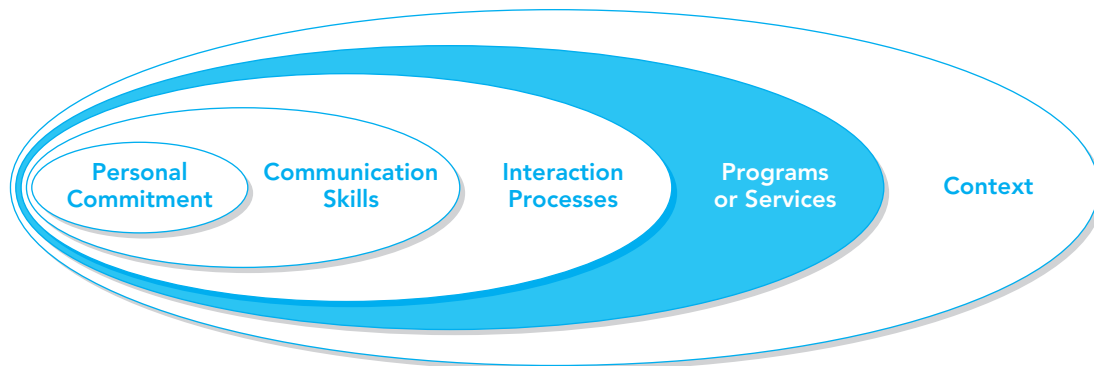 Personal
Commitment
Communication
Skills
Interaction
Processes
Programs
or Services
Context